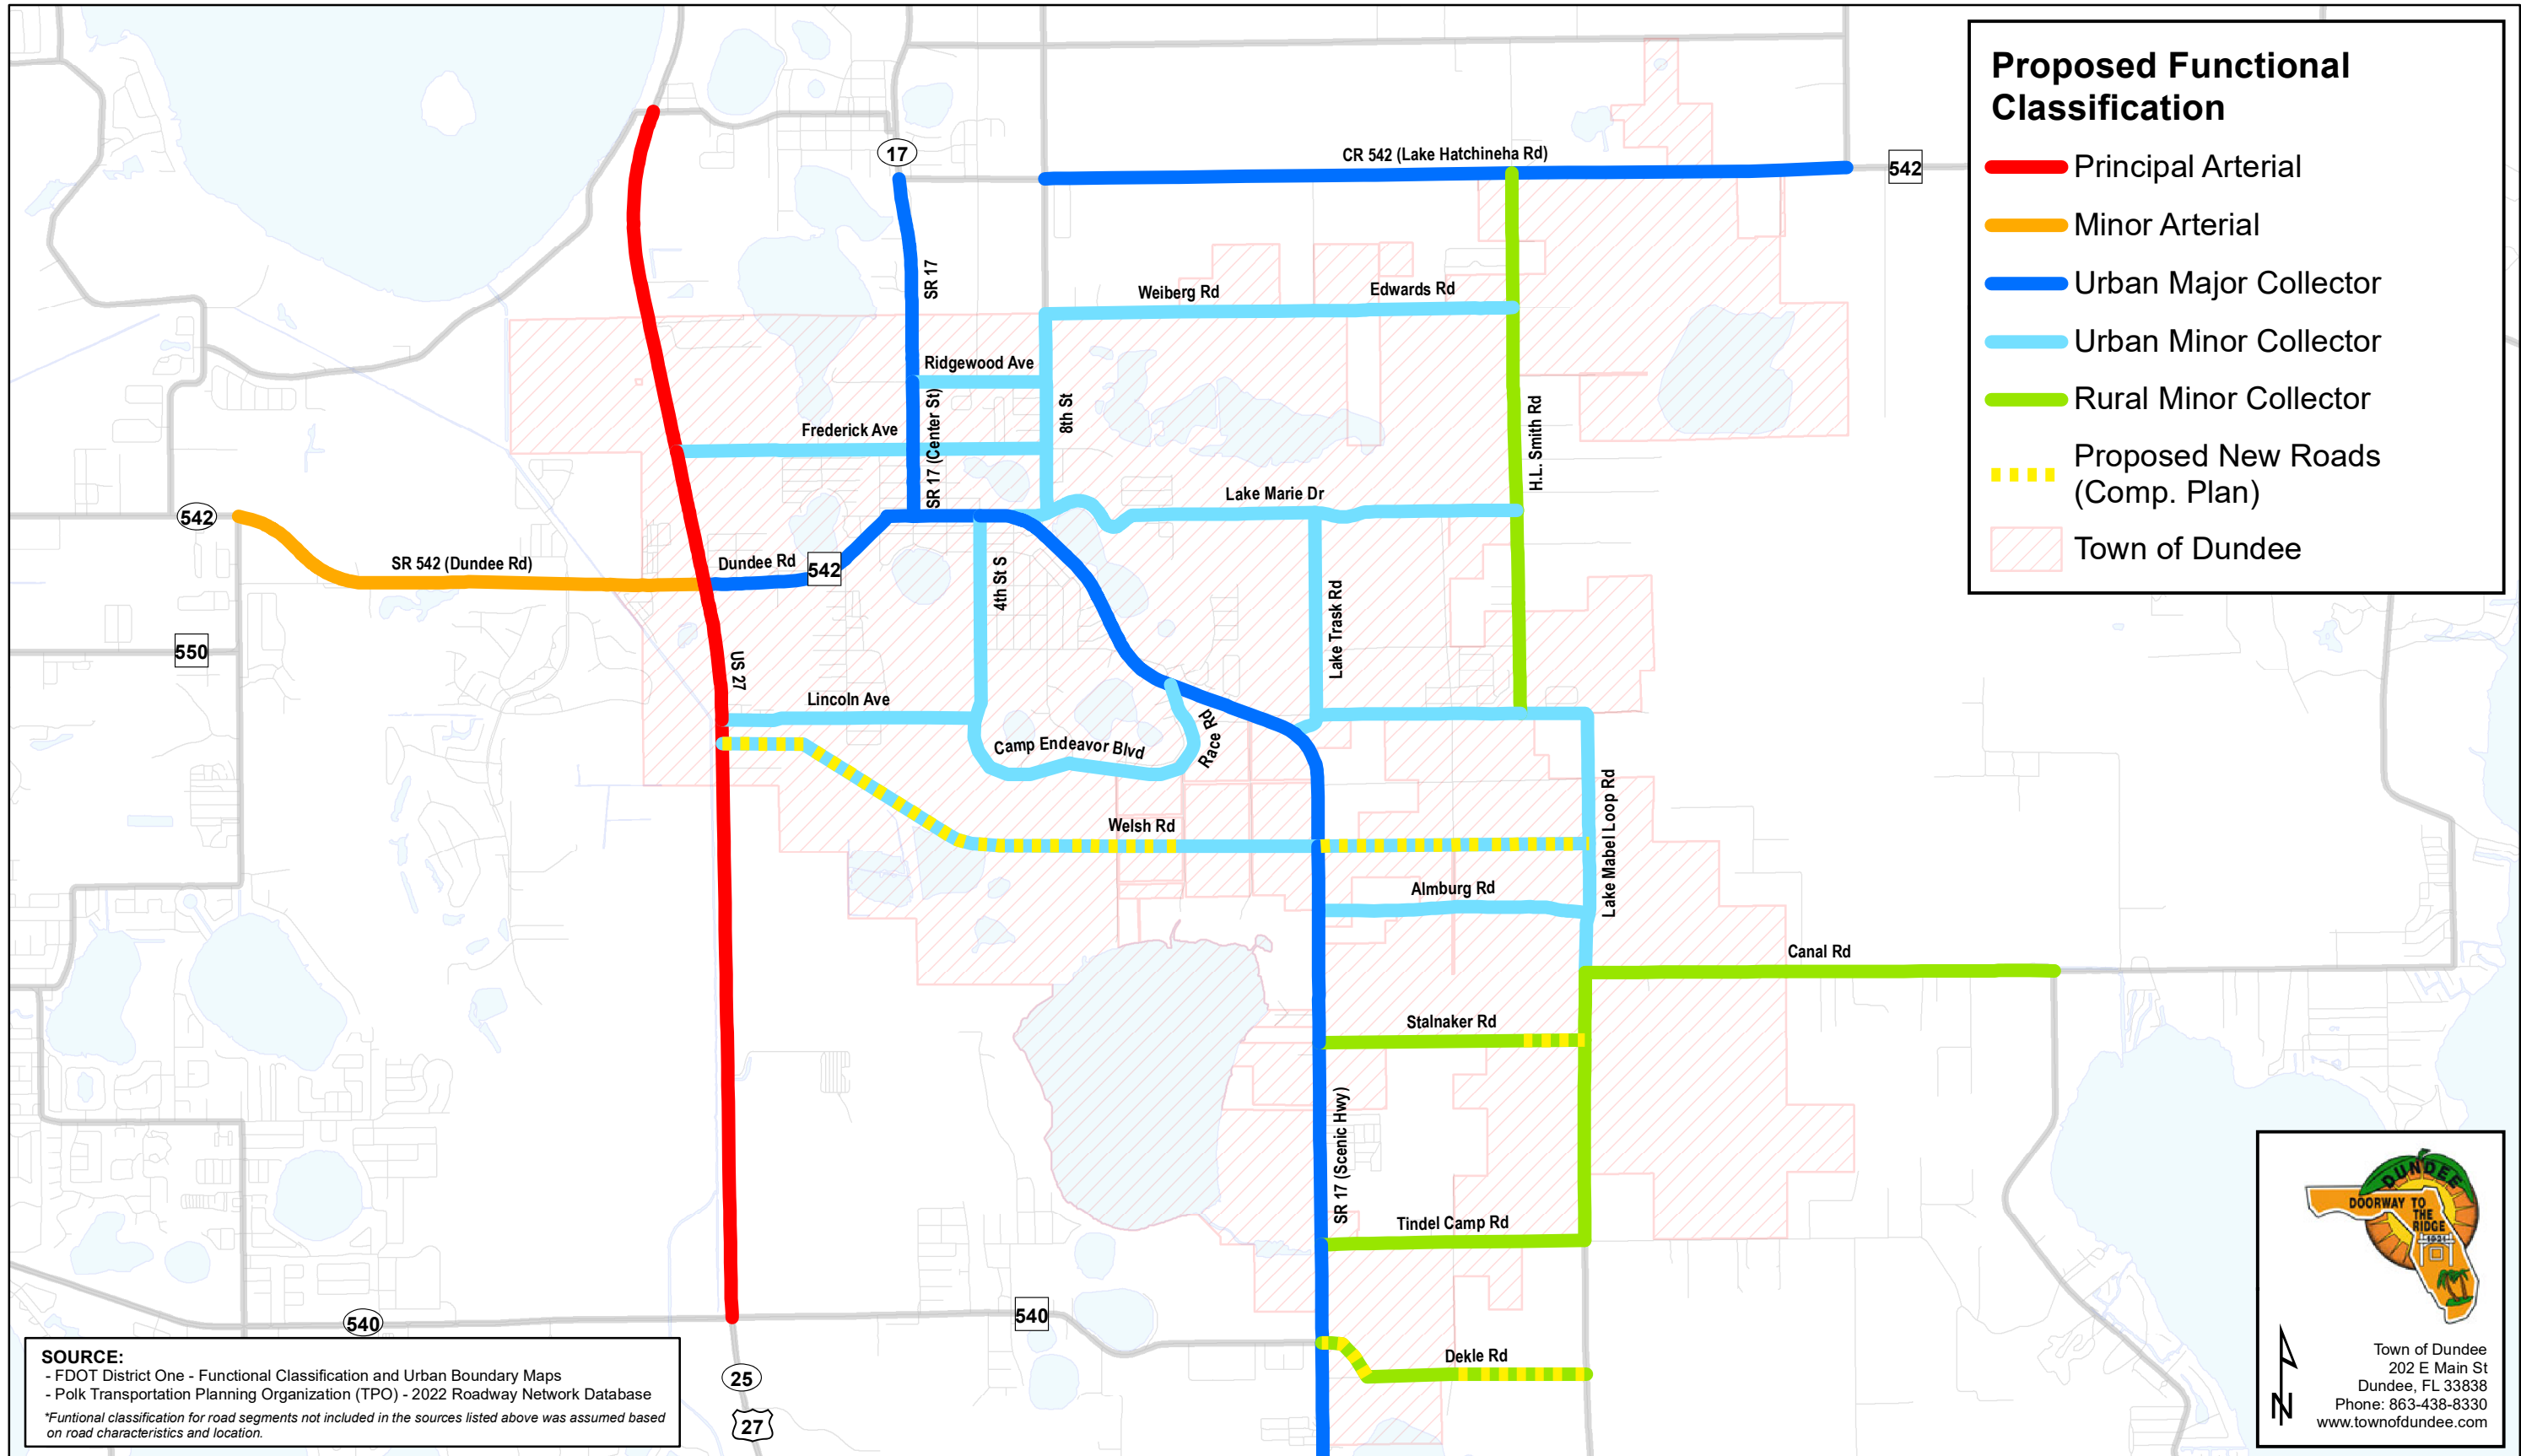 Proposed Functional
Classification
Principal Arterial
Minor Arterial
Urban Major Collector
Urban Minor Collector
Rural Minor Collector
Proposed New Roads
(Comp. Plan)
Town of Dundee
17
CR 542 (Lake Hatchineha Rd)
542
SR 17
Weiberg Rd
Edwards Rd
Ridgewood Ave
SR 17 (Center St)
8th St
H.L. Smith Rd
Frederick Ave
Lake Marie Dr
542
SR 542 (Dundee Rd)
Dundee Rd
542
4th St S
Lake Trask Rd
550
US 27
Lincoln Ave
Camp Endeavor Blvd
Race Rd
Lake Mabel Loop Rd
Welsh Rd
Almburg Rd
Canal Rd
Stalnaker Rd
SR 17 (Scenic Hwy)
Tindel Camp Rd
540
540
Dekle Rd
25
27
SOURCE:
- FDOT District One - Functional Classification and Urban Boundary Maps
- Polk Transportation Planning Organization (TPO) - 2022 Roadway Network Database
*Funtional classification for road segments not included in the sources listed above was assumed based
on road characteristics and location.
DUNDEE
DOORWAY TO
THE
RIDGE
N
Town of Dundee
202 E Main St
Dundee, FL 33838
Phone: 863-438-8330
www.townofdundee.com